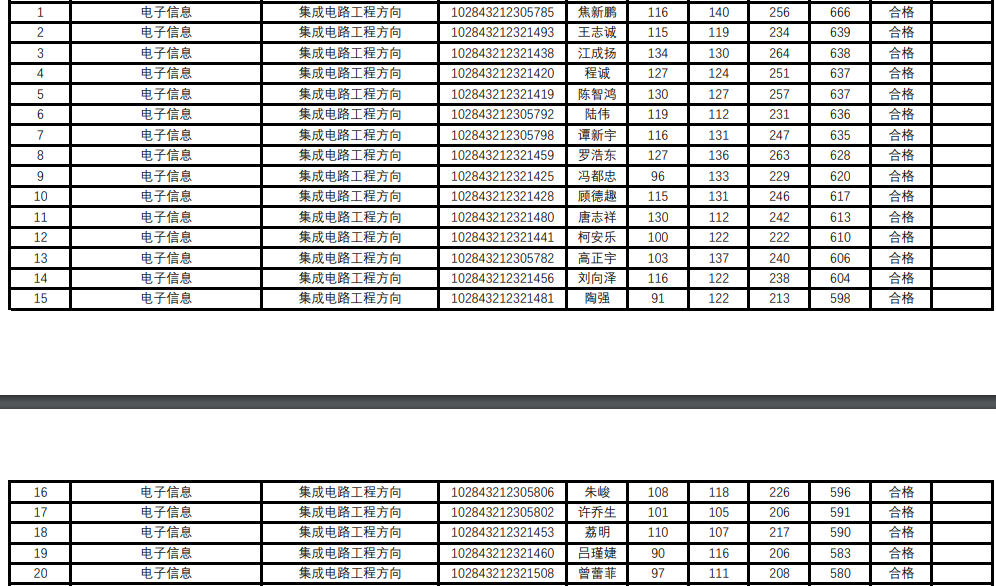 1 电子信息 集成电路工程方向 102843212305785 焦新鹏 116 140 256 666 合格
2 电子信息 集成电路工程方向 102843212321493 王志诚 115 119 234 639 合格
3 电子信息 集成电路工程方向 102843212321438 江成扬 134 130 264 638 合格
4 电子信息 集成电路工程方向 102843212321420 程诚 127 124 251 637 合格
5 电子信息 集成电路工程方向 102843212321419 陈智鸿 130 127 257 637 合格
6 电子信息 集成电路工程方向 102843212305792 陆伟 119 112 231 636 合格
7 电子信息 集成电路工程方向 102843212305798 谭新宇 116 131 247 635 合格
8 电子信息 集成电路工程方向 102843212321459 罗浩东 127 136 263 628 合格
9 电子信息 集成电路工程方向 102843212321425 冯都忠 96 133 229 620 合格
10 电子信息 集成电路工程方向 102843212321428 顾德趣 115 131 246 617 合格
11 电子信息 集成电路工程方向 102843212321480 唐志祥 130 112 242 613 合格
12 电子信息 集成电路工程方向 102843212321441 柯安乐 100 122 222 610 合格
13 电子信息 集成电路工程方向 102843212305782 高正宇 103 137 240 606 合格
14 电子信息 集成电路工程方向 102843212321456 刘向泽 116 122 238 604 合格
15 电子信息 集成电路工程方向 102843212321481 陶强 91 122 213 598 合格
16 电子信息 集成电路工程方向 102843212305806 朱峻 108 118 226 596 合格
17 电子信息 集成电路工程方向 102843212305802 许乔生 101 105 206 591 合格
18 电子信息 集成电路工程方向 102843212321453 荔明 110 107 217 590 合格
19 电子信息 集成电路工程方向 102843212321460 吕瑾婕 90 116 206 583 合格
20 电子信息 集成电路工程方向 102843212321508 曾蕾菲 97 111 208 580 合格